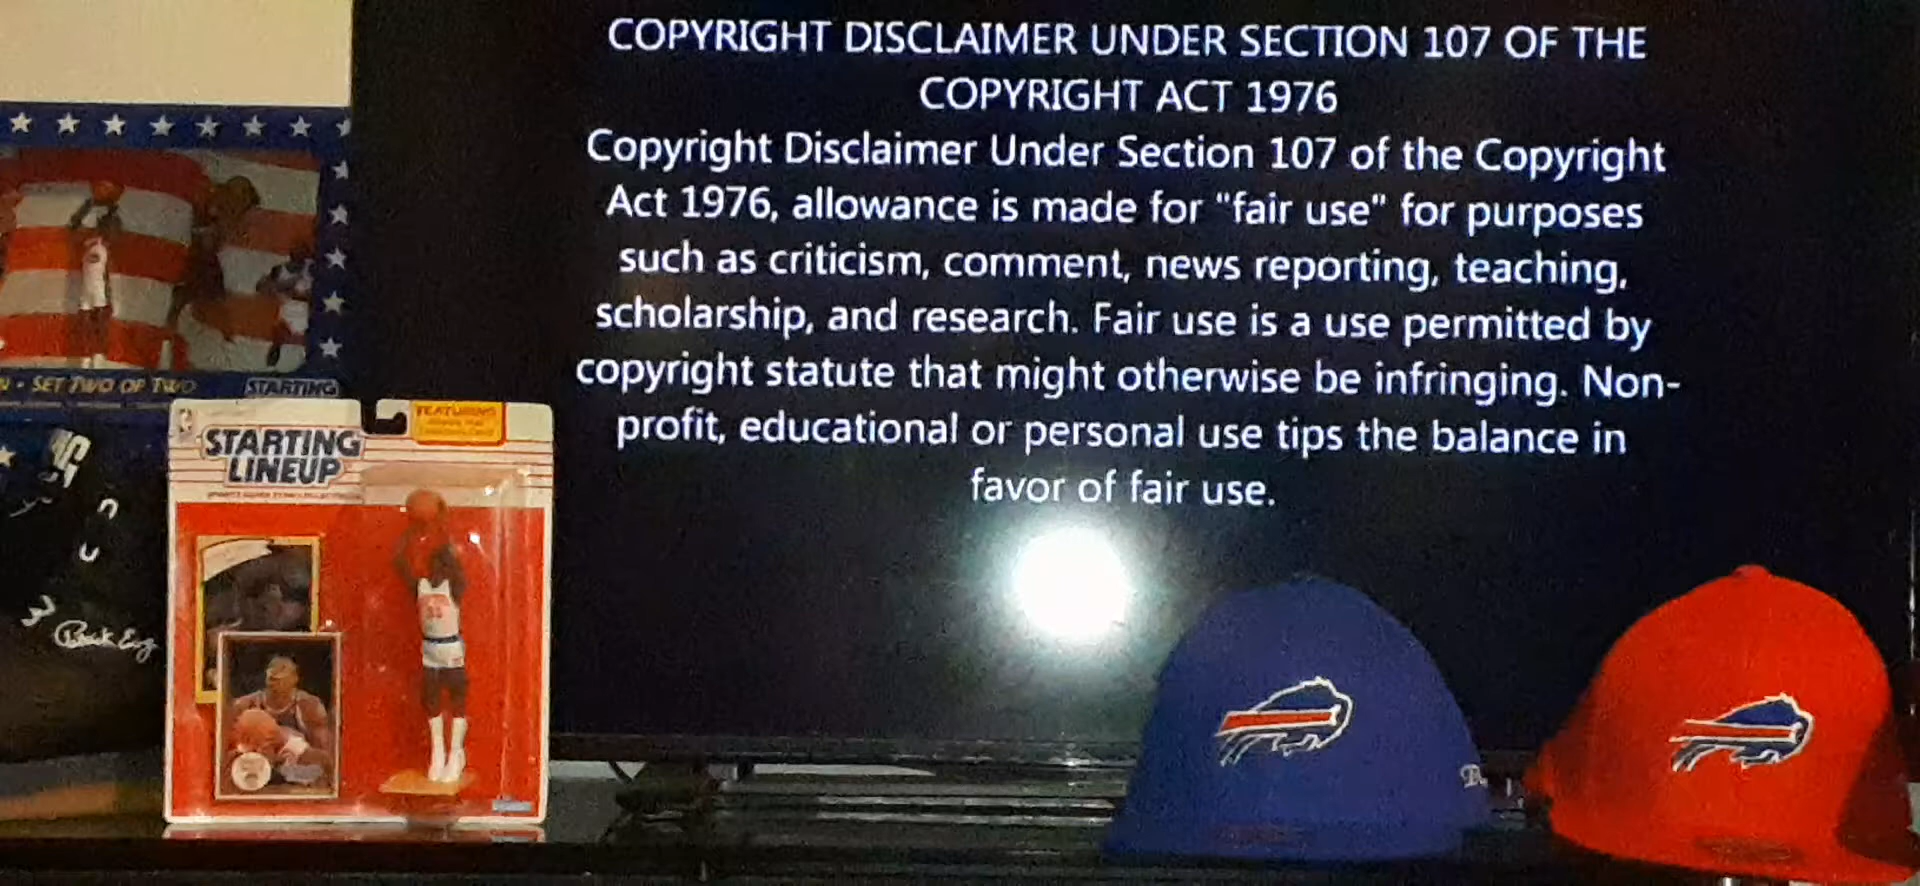 COPYRIGHT DISCLAIMER UNDER SECTION 107 OF THE
COPYRIGHT ACT 1976
Copyright Disclaimer Under Section 107 of the Copyright
Act 1976, allowance is made for "fair use" for purposes
such as criticism, comment, news reporting, teaching,
scholarship, and research. Fair use is a use permitted by
copyright statute that might otherwise be infringing. Non-
profit, educational or personal use tips the balance in
favor of fair use.
SET TWO OF TWO
STARTING
FEATURING
STARTING
LINEUP